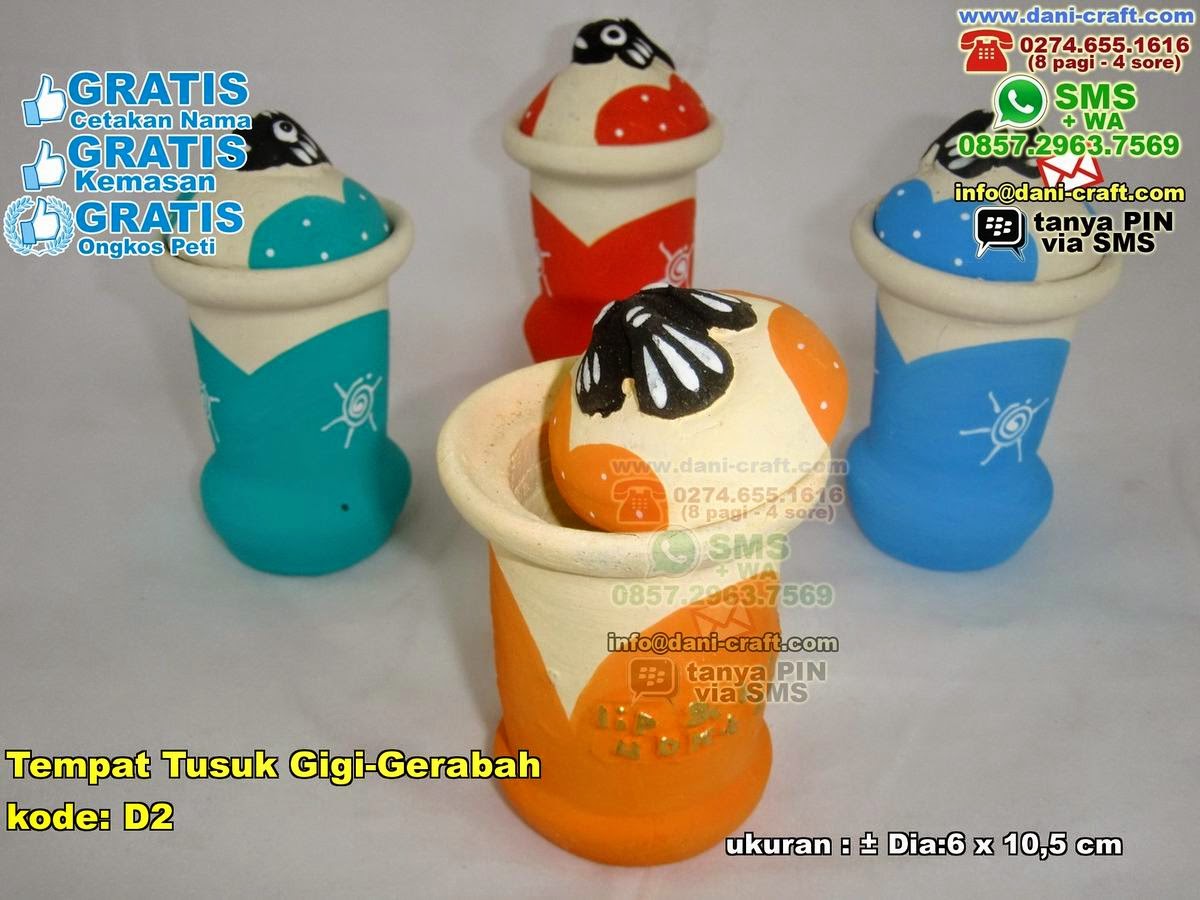 GRATIS
Cetakan Nama
GRATIS
Kemasan
GRATIS
Ongkos Peti
www.dani-craft.com
0274.655.1616
(8 pagi - 4 sore)
SMS
+ WA
0857.2963.7569
info@dani-craft.com
tanya PIN
via SMS
www.dani-craft.com
0274.655.1616
(8 pagi - 4 sore)
SMS
+ WA
0857.2963.7569
info@dani-craft.com
tanya PIN
via SMS
Tempat Tusuk Gigi-Gerabah
kode: D2
ukuran : ± Dia:6 x 10,5 cm